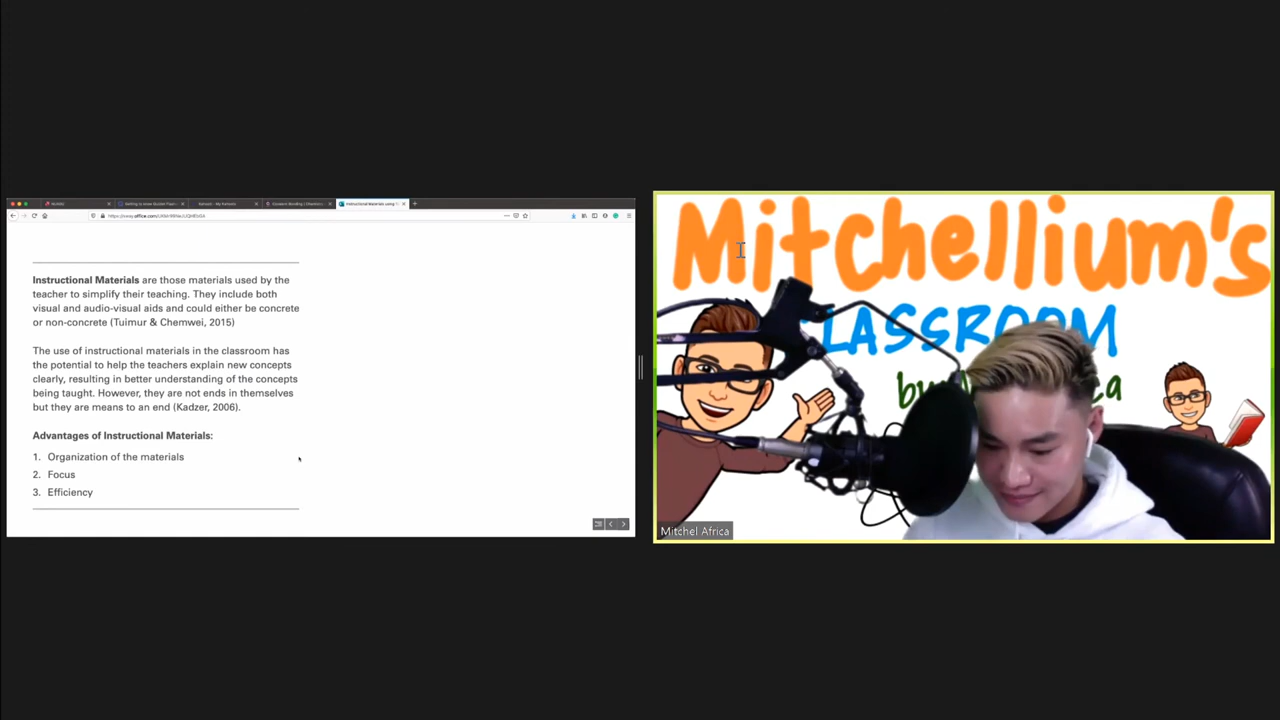 Instructional Materials using
Instructional Materials are those materials used by the
teacher to simplify their teaching. They include both
visual and audio-visual aids and could either be concrete
or non-concrete (Tuimur & Chemwei, 2015)
The use of instructional materials in the classroom has
the potential to help the teachers explain new concepts
clearly, resulting in better understanding of the concepts
being taught. However, they are not ends in themselves
but they are means to an end (Kadzer, 2006).
Advantages of Instructional Materials:
1. Organization of the materials
2. Focus
3. Efficiency
Mitchellium's
CLASSROOM
Mitchel Africa